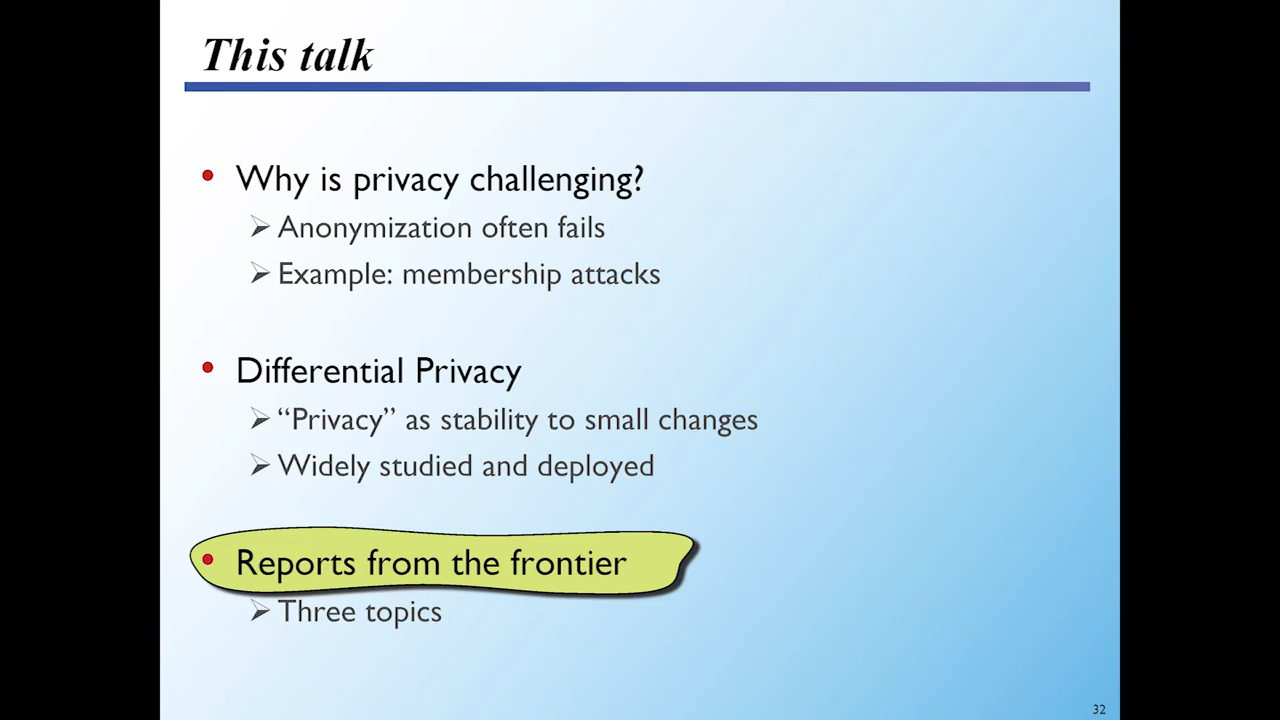 This talk
• Why is privacy challenging?
➢ Anonymization often fails
➢ Example: membership attacks
• Differential Privacy
➢ “Privacy” as stability to small changes
➢ Widely studied and deployed
• Reports from the frontier
➢ Three topics
32